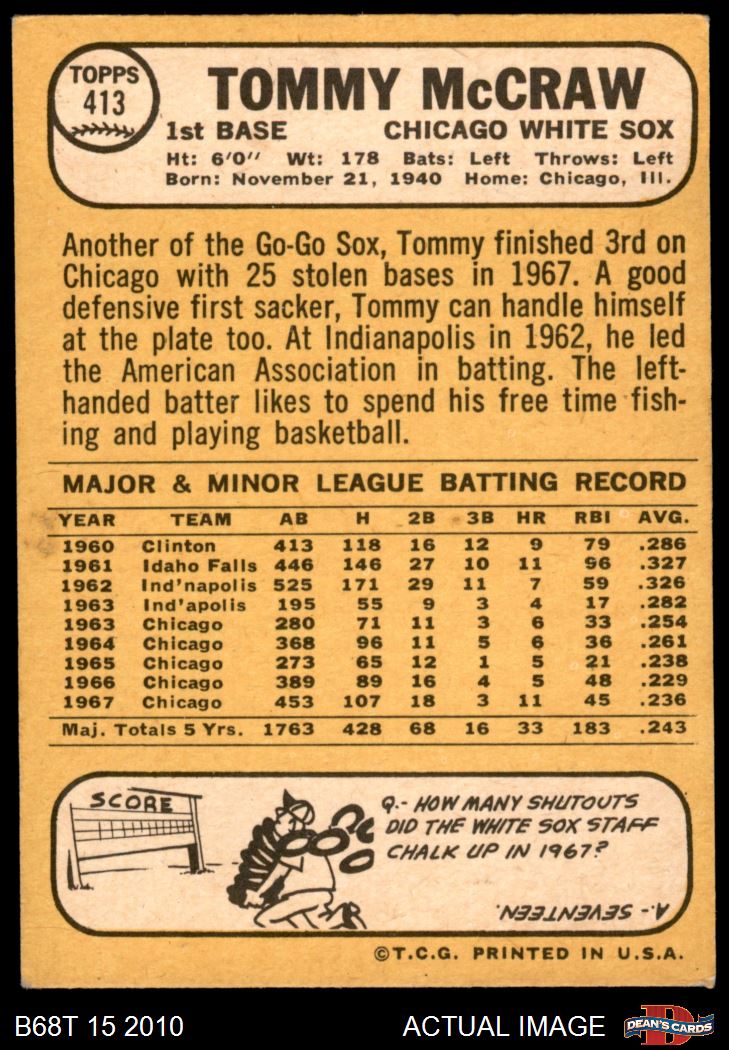 TOPPS
413
TOMMY McCRAW
1st BASE CHICAGO WHITE SOX
Ht: 6'0" Wt: 178 Bats: Left Throws: Left
Born: November 21, 1940 Home: Chicago, Ill.
Another of the Go-Go Sox, Tommy finished 3rd on
Chicago with 25 stolen bases in 1967. A good
defensive first sacker, Tommy can handle himself
at the plate too. At Indianapolis in 1962, he led
the American Association in batting. The left-
handed batter likes to spend his free time fish-
ing and playing basketball.
MAJOR & MINOR LEAGUE BATTING RECORD
YEAR TEAM AB H 2B 3B HR RBI AVG.
1960 Clinton 413 118 16 12 9 79 .286
1961 Idaho Falls 446 146 27 10 11 96 .327
1962 Ind'napolis 525 171 29 11 7 59 .326
1963 Ind'apolis 195 55 9 3 4 17 .282
1963 Chicago 280 71 11 3 6 33 .254
1964 Chicago 368 96 11 5 6 36 .261
1965 Chicago 273 65 12 1 5 21 .238
1966 Chicago 389 89 16 4 5 48 .229
1967 Chicago 453 107 18 3 11 45 .236
Maj. Totals 5 Yrs. 1763 428 68 16 33 183 .243
SCORE
Q.- HOW MANY SHUTOUTS
DID THE WHITE SOX STAFF
CHALK UP IN 1967?
A.- SEVENTEEN.
©T.C.G. PRINTED IN U.S.A.
B68T 15 2010 ACTUAL IMAGE
D
DEAN'S CARDS